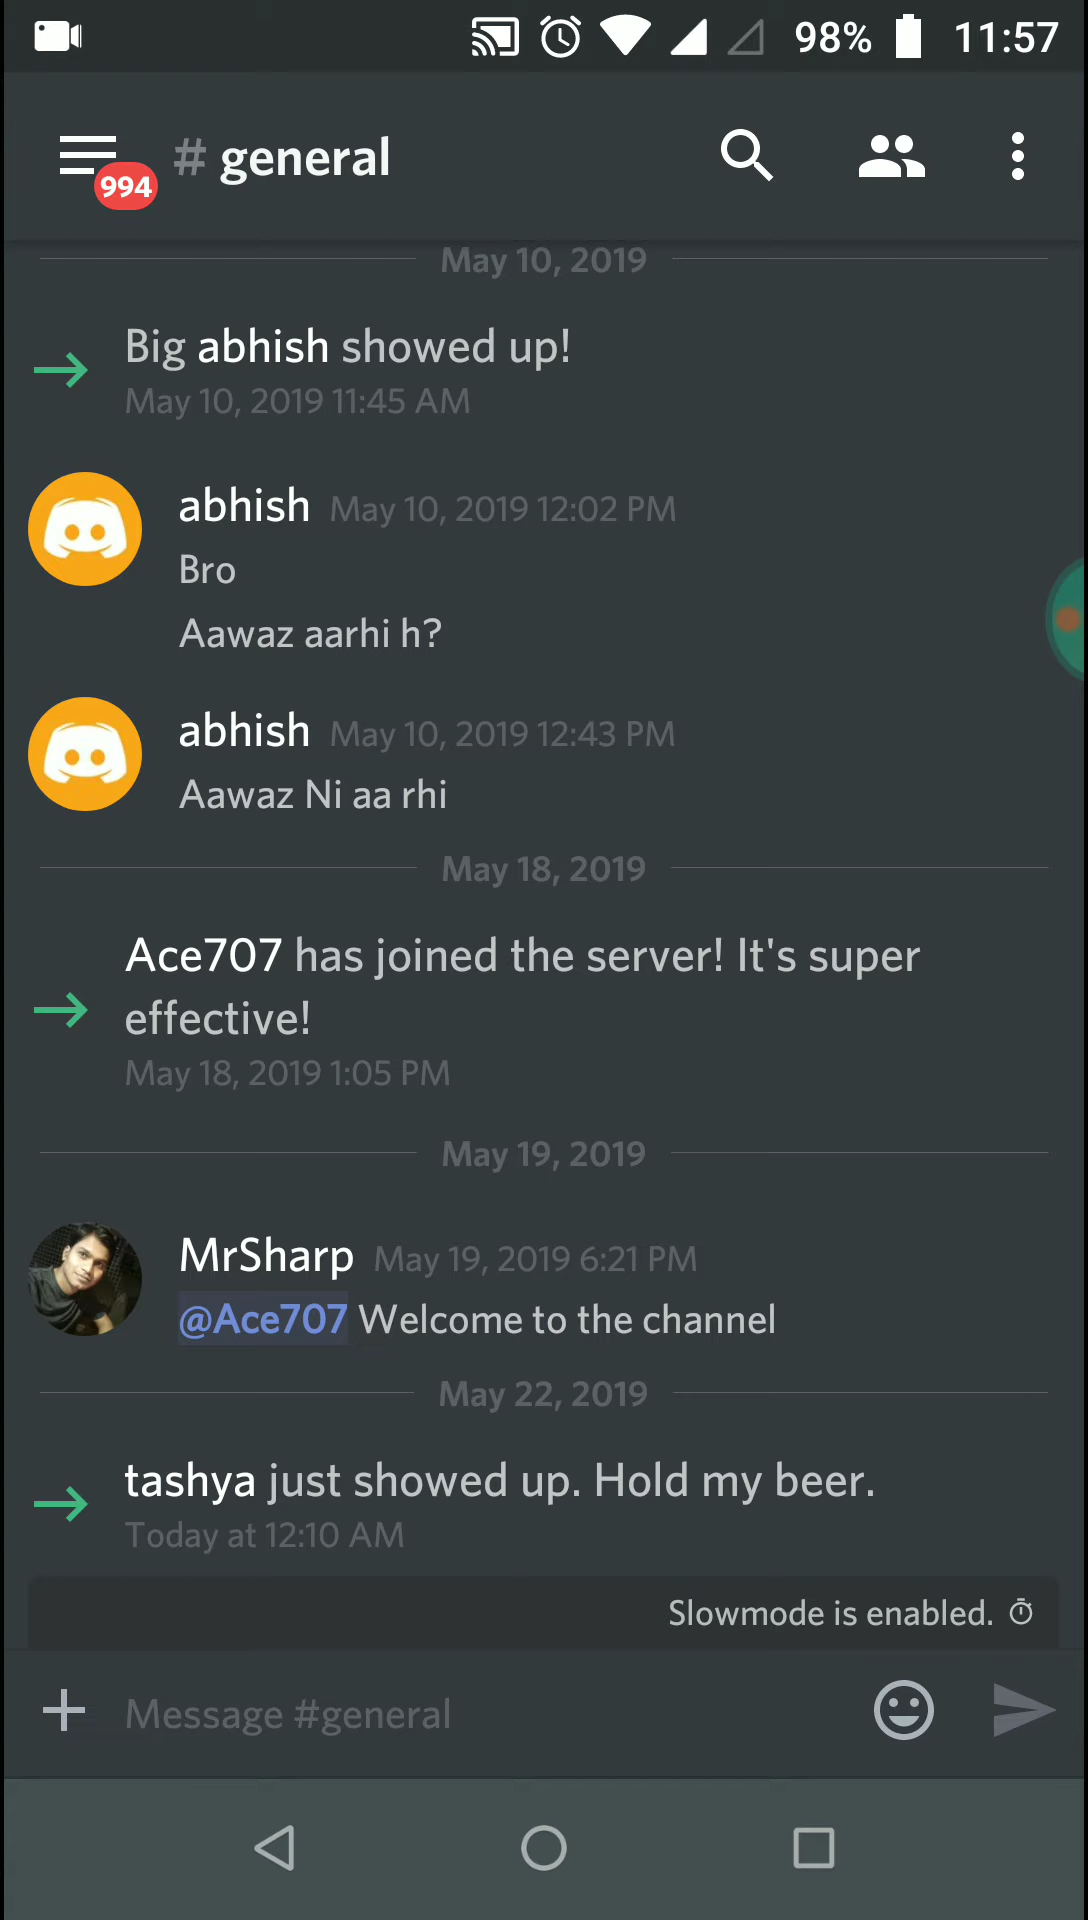 98% 11:57
994 # general
May 10, 2019
Big abhish showed up!
May 10, 2019 11:45 AM
abhish May 10, 2019 12:02 PM
Bro
Aawaz aarhi h?
abhish May 10, 2019 12:43 PM
Aawaz Ni aa rhi
May 18, 2019
Ace707 has joined the server! It's super
effective!
May 18, 2019 1:05 PM
May 19, 2019
MrSharp May 19, 2019 6:21 PM
@Ace707 Welcome to the channel
May 22, 2019
tashya just showed up. Hold my beer.
Today at 12:10 AM
Slowmode is enabled.
Message #general